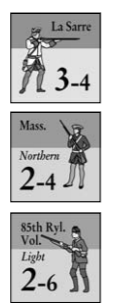 La Sarre
3-4
Mass.
Northern
2-4
85th Ryl.
Vol.
Light
2-6